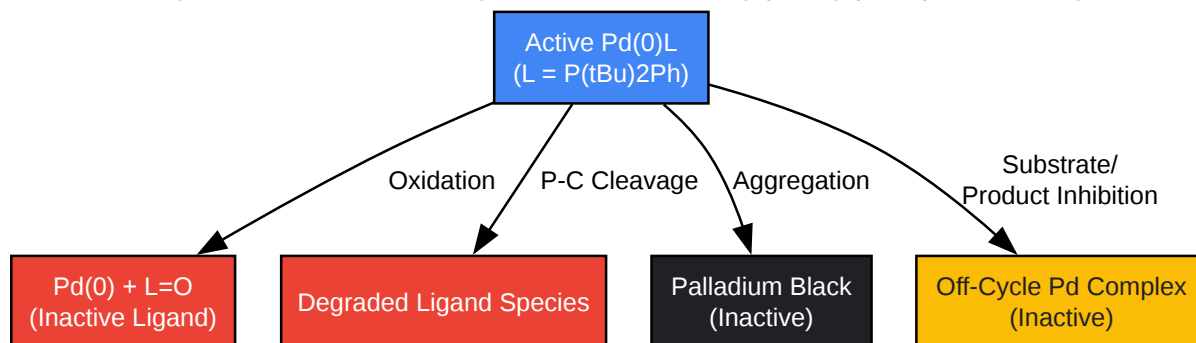 Active Pd(0)L
(L = P(tBu)2Ph)
Oxidation
P-C Cleavage
Aggregation
Substrate/
Product Inhibition
Pd(0) + L=O
(Inactive Ligand)
Degraded Ligand Species
Palladium Black
(Inactive)
Off-Cycle Pd Complex
(Inactive)